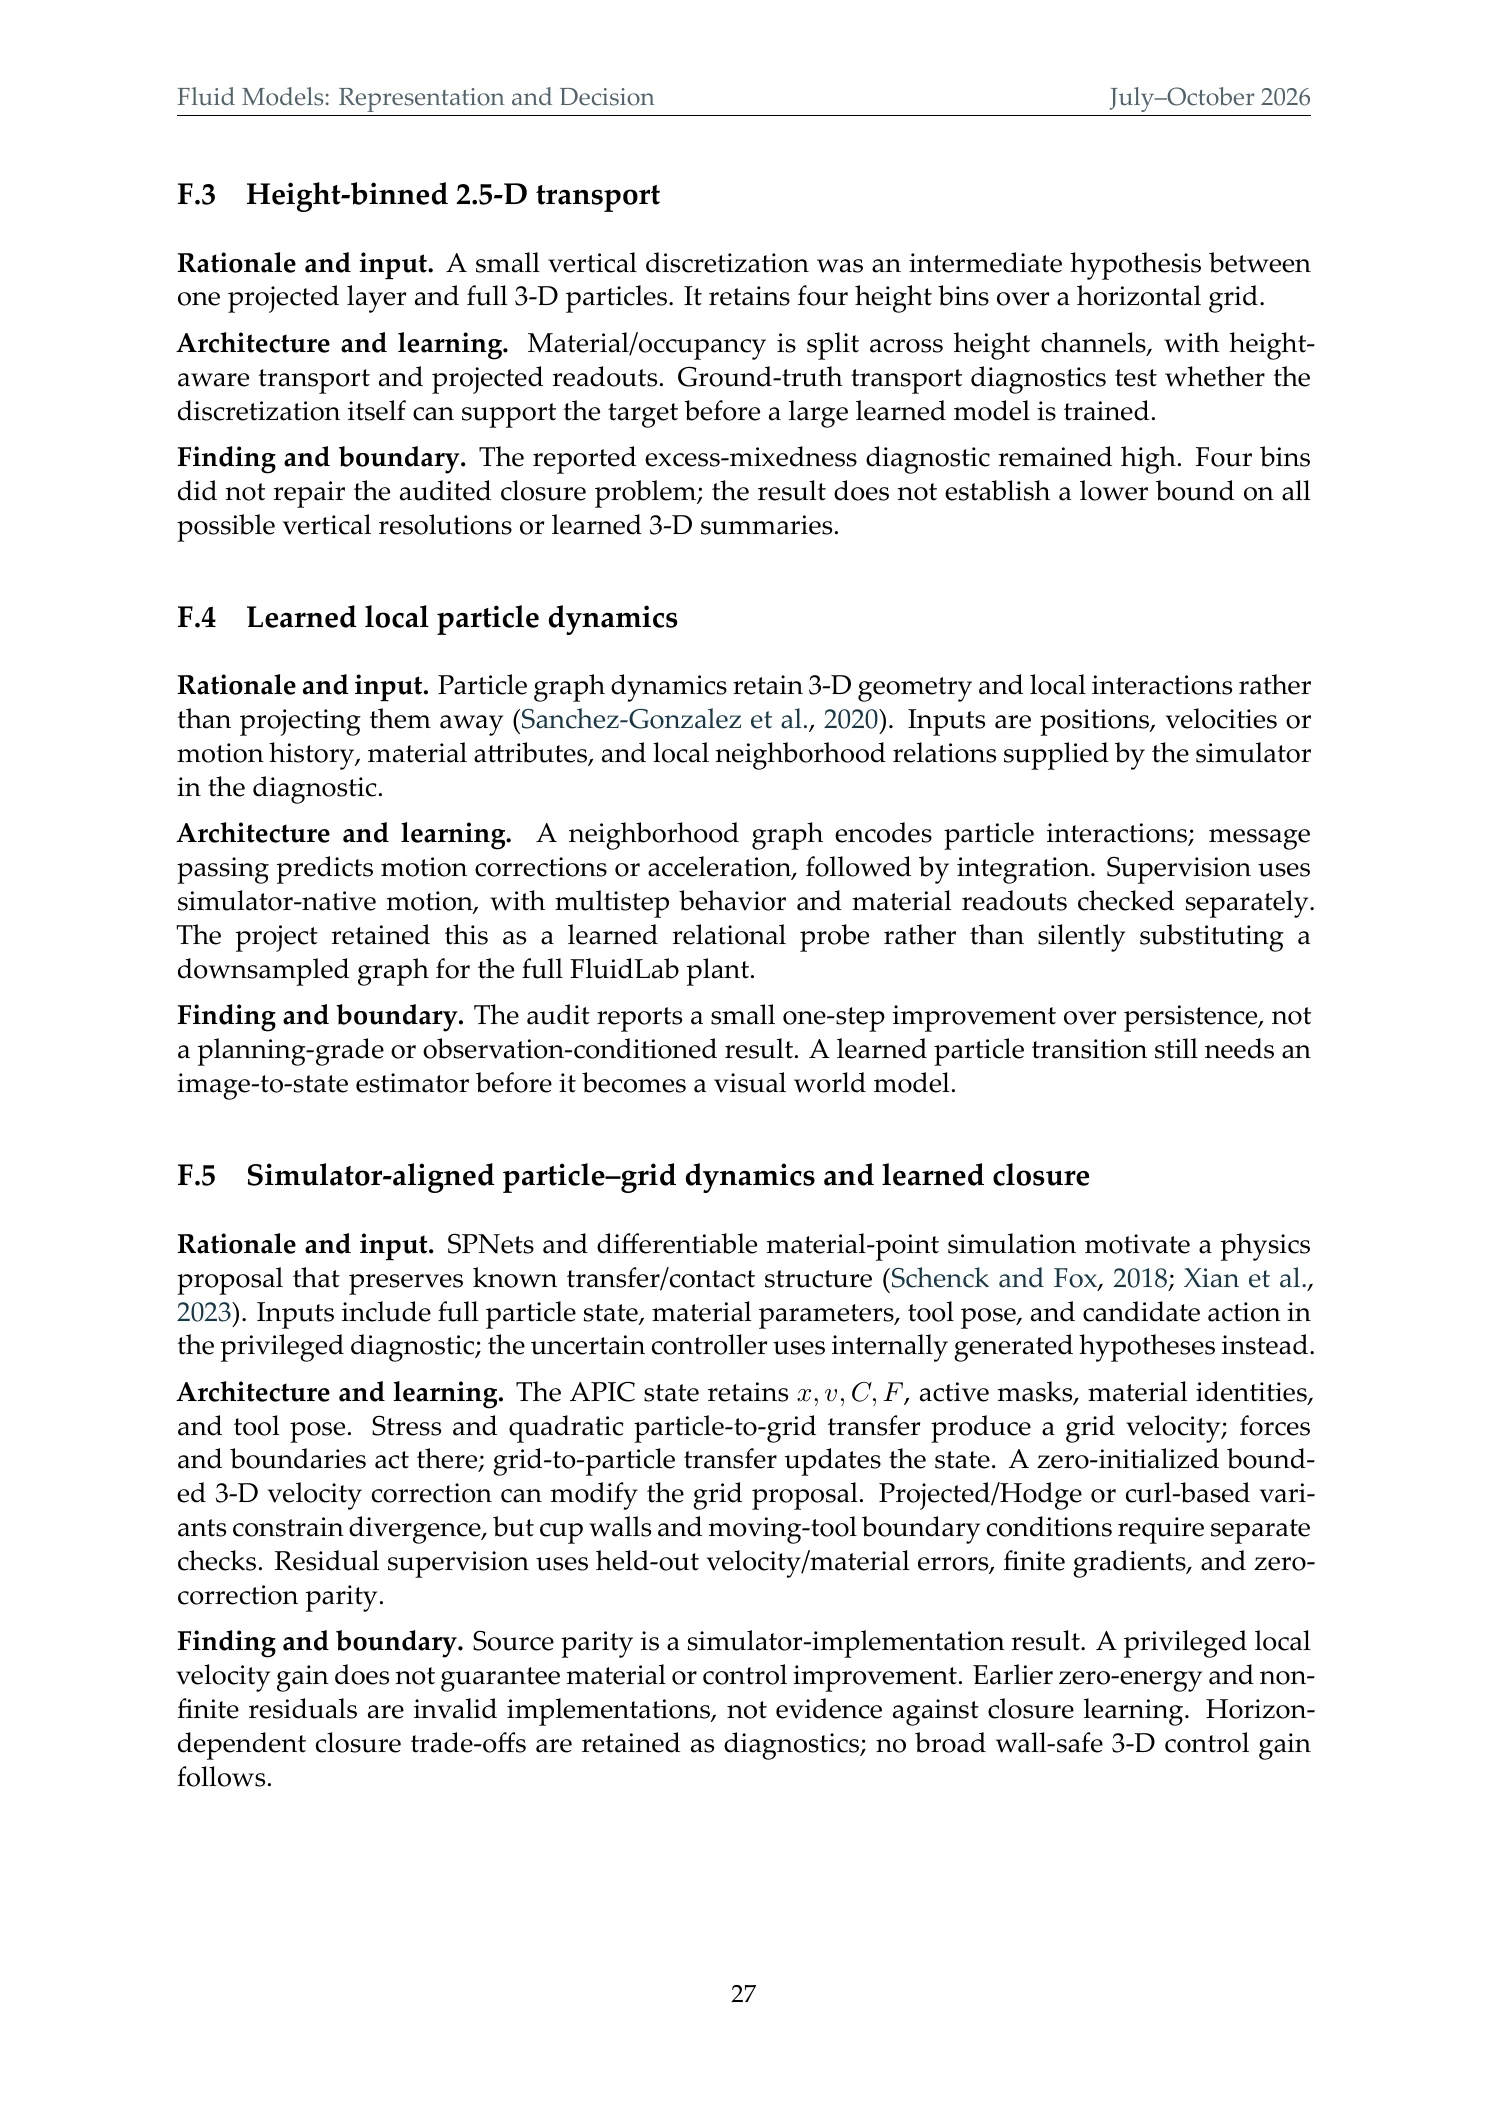 Fluid Models: Representation and Decision July–October 2026
F.3 Height-binned 2.5-D transport
Rationale and input. A small vertical discretization was an intermediate hypothesis between
one projected layer and full 3-D particles. It retains four height bins over a horizontal grid.
Architecture and learning. Material/occupancy is split across height channels, with height-
aware transport and projected readouts. Ground-truth transport diagnostics test whether the
discretization itself can support the target before a large learned model is trained.
Finding and boundary. The reported excess-mixedness diagnostic remained high. Four bins
did not repair the audited closure problem; the result does not establish a lower bound on all
possible vertical resolutions or learned 3-D summaries.
F.4 Learned local particle dynamics
Rationale and input. Particle graph dynamics retain 3-D geometry and local interactions rather
than projecting them away (Sanchez-Gonzalez et al., 2020). Inputs are positions, velocities or
motion history, material attributes, and local neighborhood relations supplied by the simulator
in the diagnostic.
Architecture and learning. A neighborhood graph encodes particle interactions; message
passing predicts motion corrections or acceleration, followed by integration. Supervision uses
simulator-native motion, with multistep behavior and material readouts checked separately.
The project retained this as a learned relational probe rather than silently substituting a
downsampled graph for the full FluidLab plant.
Finding and boundary. The audit reports a small one-step improvement over persistence, not
a planning-grade or observation-conditioned result. A learned particle transition still needs an
image-to-state estimator before it becomes a visual world model.
F.5 Simulator-aligned particle–grid dynamics and learned closure
Rationale and input. SPNets and differentiable material-point simulation motivate a physics
proposal that preserves known transfer/contact structure (Schenck and Fox, 2018; Xian et al.,
2023). Inputs include full particle state, material parameters, tool pose, and candidate action in
the privileged diagnostic; the uncertain controller uses internally generated hypotheses instead.
Architecture and learning. The APIC state retains x, v, C, F, active masks, material identities,
and tool pose. Stress and quadratic particle-to-grid transfer produce a grid velocity; forces
and boundaries act there; grid-to-particle transfer updates the state. A zero-initialized bound-
ed 3-D velocity correction can modify the grid proposal. Projected/Hodge or curl-based vari-
ants constrain divergence, but cup walls and moving-tool boundary conditions require separate
checks. Residual supervision uses held-out velocity/material errors, finite gradients, and zero-
correction parity.
Finding and boundary. Source parity is a simulator-implementation result. A privileged local
velocity gain does not guarantee material or control improvement. Earlier zero-energy and non-
finite residuals are invalid implementations, not evidence against closure learning. Horizon-
dependent closure trade-offs are retained as diagnostics; no broad wall-safe 3-D control gain
follows.
27